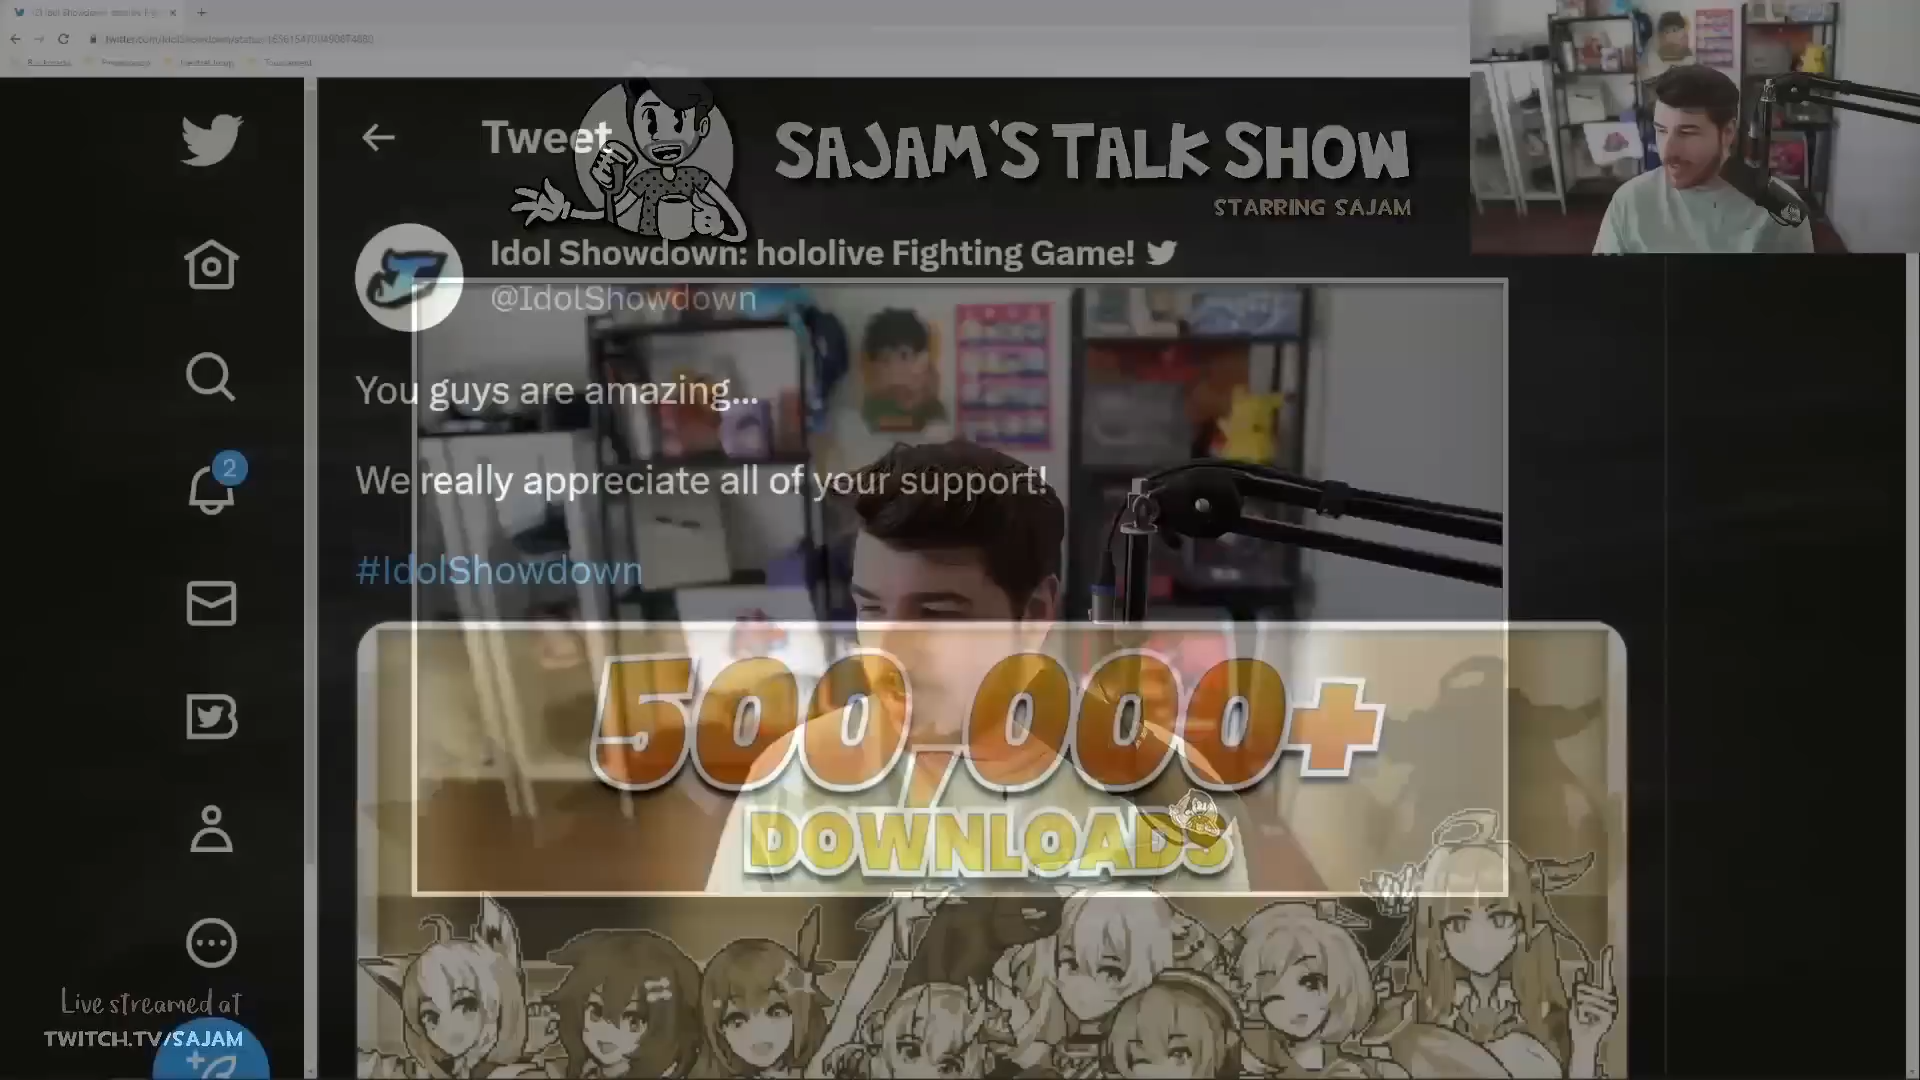 Tweet
SAJAM'S TALK SHOW
STARRING SAJAM
Idol Showdown: hololive Fighting Game!
@IdolShowdown
You guys are amazing...
We really appreciate all of your support!
#IdolShowdown
2
500,000+
DOWNLOADS
Live streamed at
TWITCH.TV/SAJAM